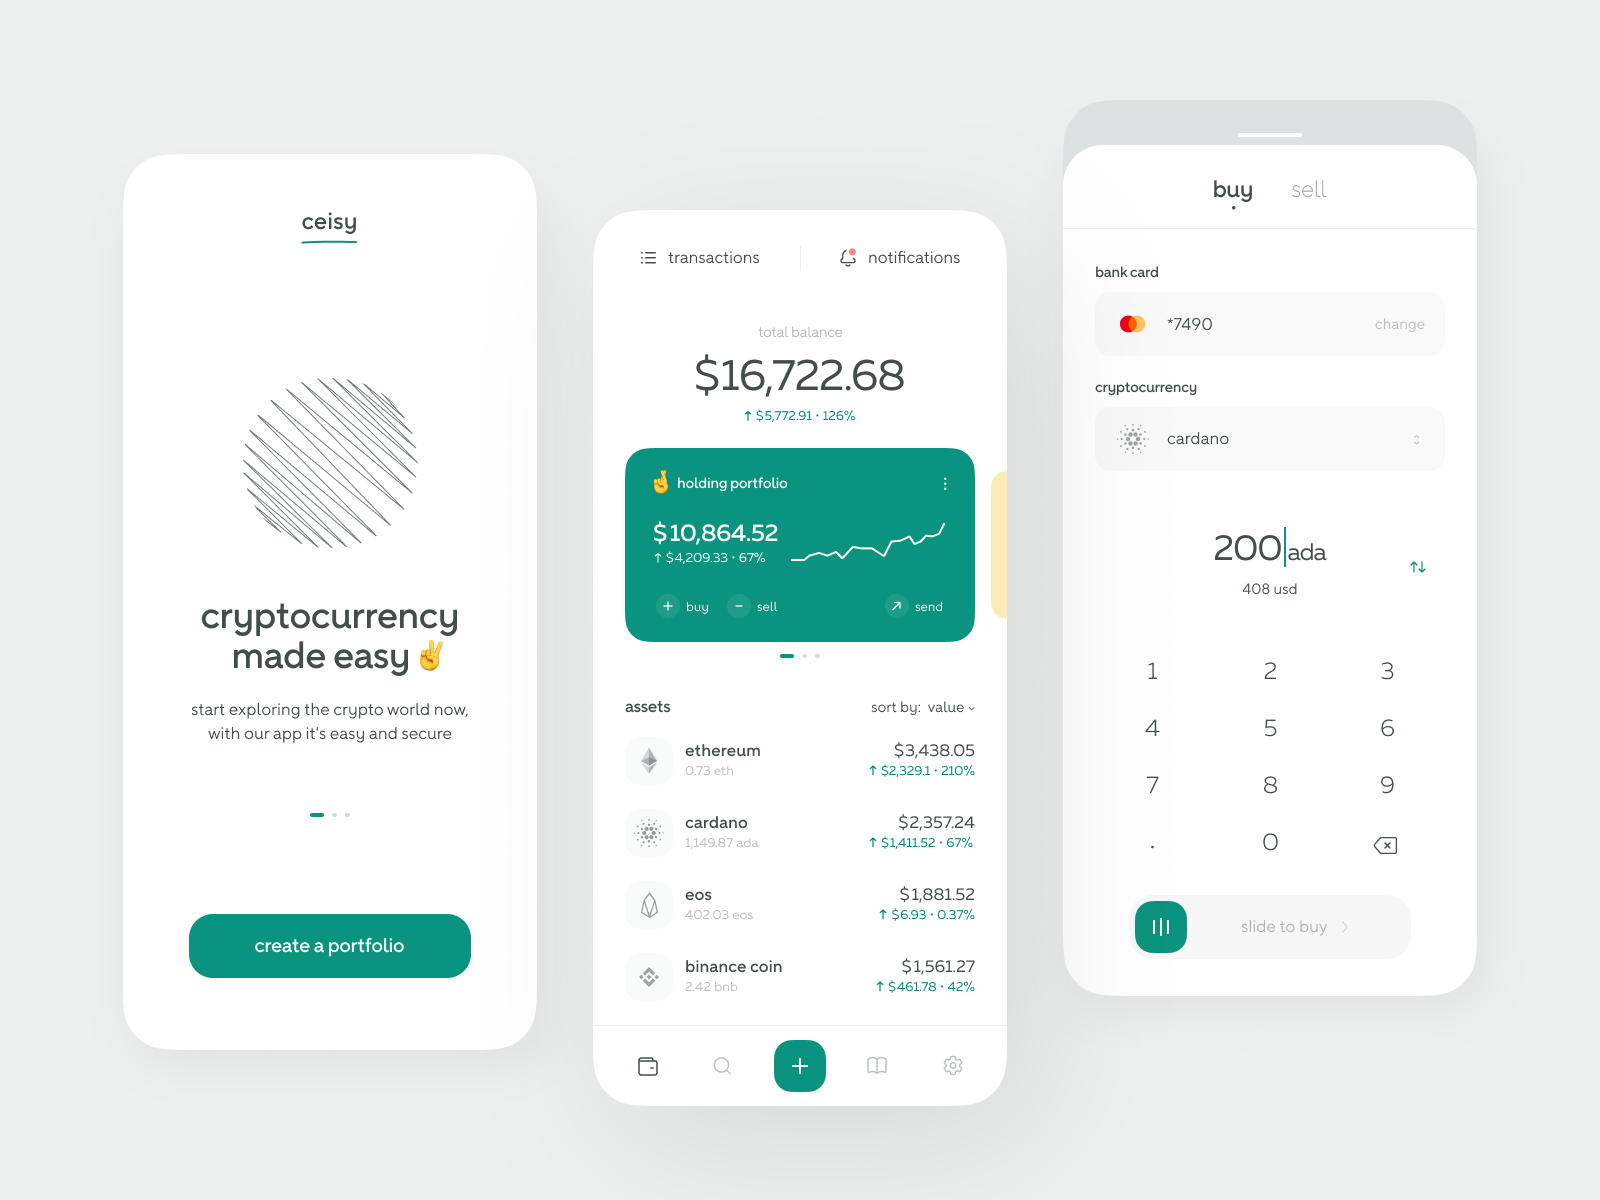 ceisy
cryptocurrency
made easy ✌️
start exploring the crypto world now,
with our app it's easy and secure
create a portfolio
transactions
notifications
total balance
$16,722.68
↑ $5,772.91 • 126%
🤞 holding portfolio
$10,864.52
↑ $4,209.33 • 67%
+ buy
− sell
send
assets
sort by: value
ethereum
$3,438.05
0.73 eth
↑ $2,329.1 • 210%
cardano
$2,357.24
1,149.87 ada
↑ $1,411.52 • 67%
eos
$1,881.52
402.03 eos
↑ $6.93 • 0.37%
binance coin
$1,561.27
2.42 bnb
↑ $461.78 • 42%
buy
sell
bank card
*7490
change
cryptocurrency
cardano
200 ada
408 usd
1 2 3
4 5 6
7 8 9
. 0
slide to buy